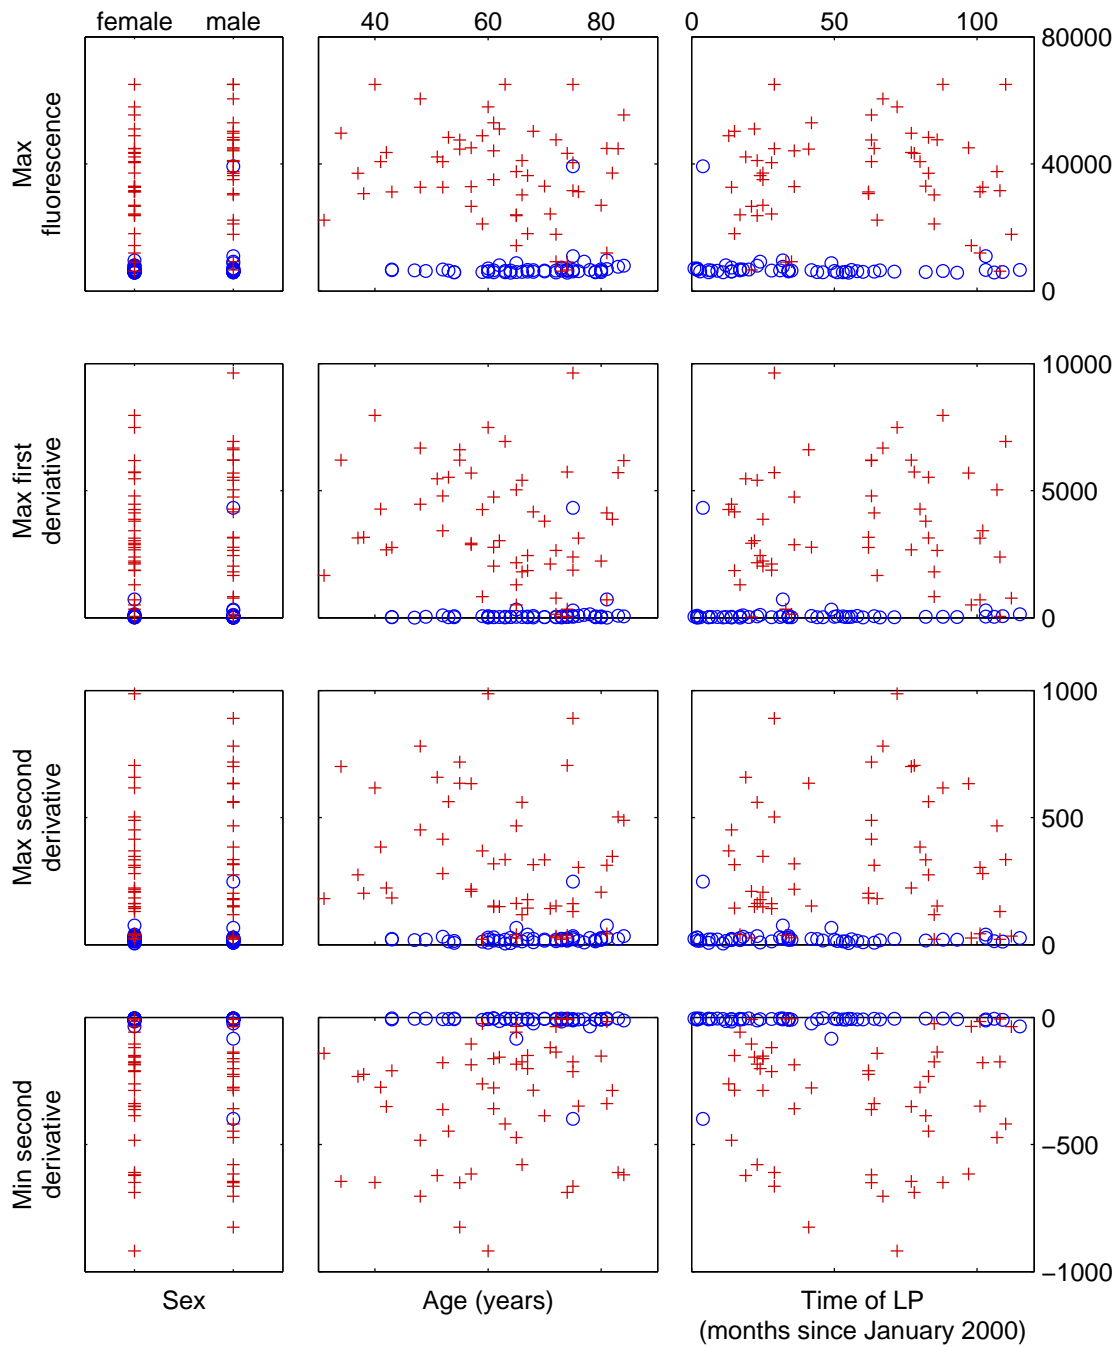 female male
40 60 80
0 50 100
Max
fluorescence
80000
40000
0
Max first
derviative
10000
5000
0
Max second
derivative
1000
500
0
Min second
derivative
0
−500
−1000
Sex
Age (years)
Time of LP
(months since January 2000)